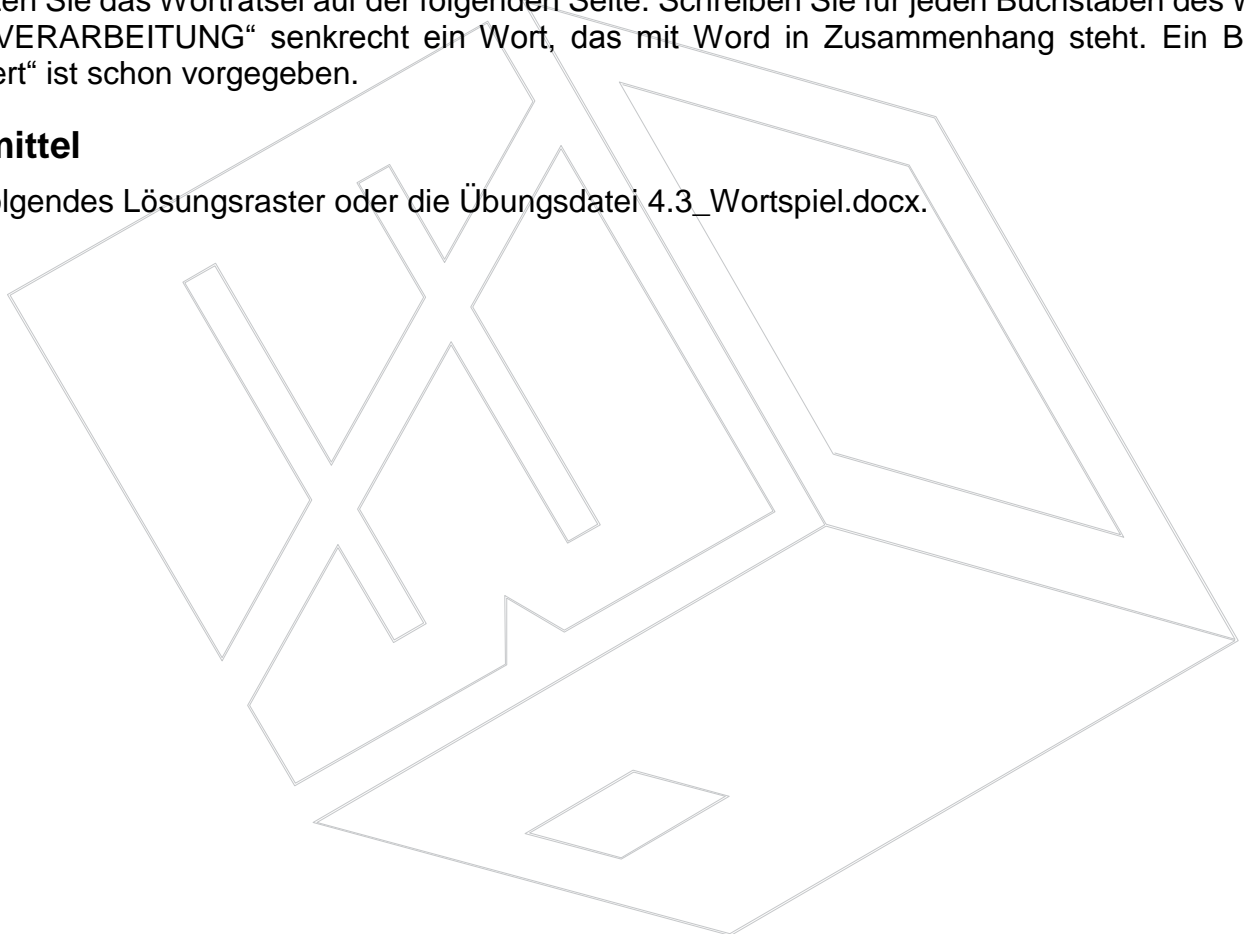 ten Sie das Worträtsel auf der folgenden Seite. Schreiben Sie für jeden Buchstaben des W
VERARBEITUNG“ senkrecht ein Wort, das mit Word in Zusammenhang steht. Ein B
ert“ ist schon vorgegeben.
mittel
olgendes Lösungsraster oder die Übungsdatei 4.3_Wortspiel.docx.